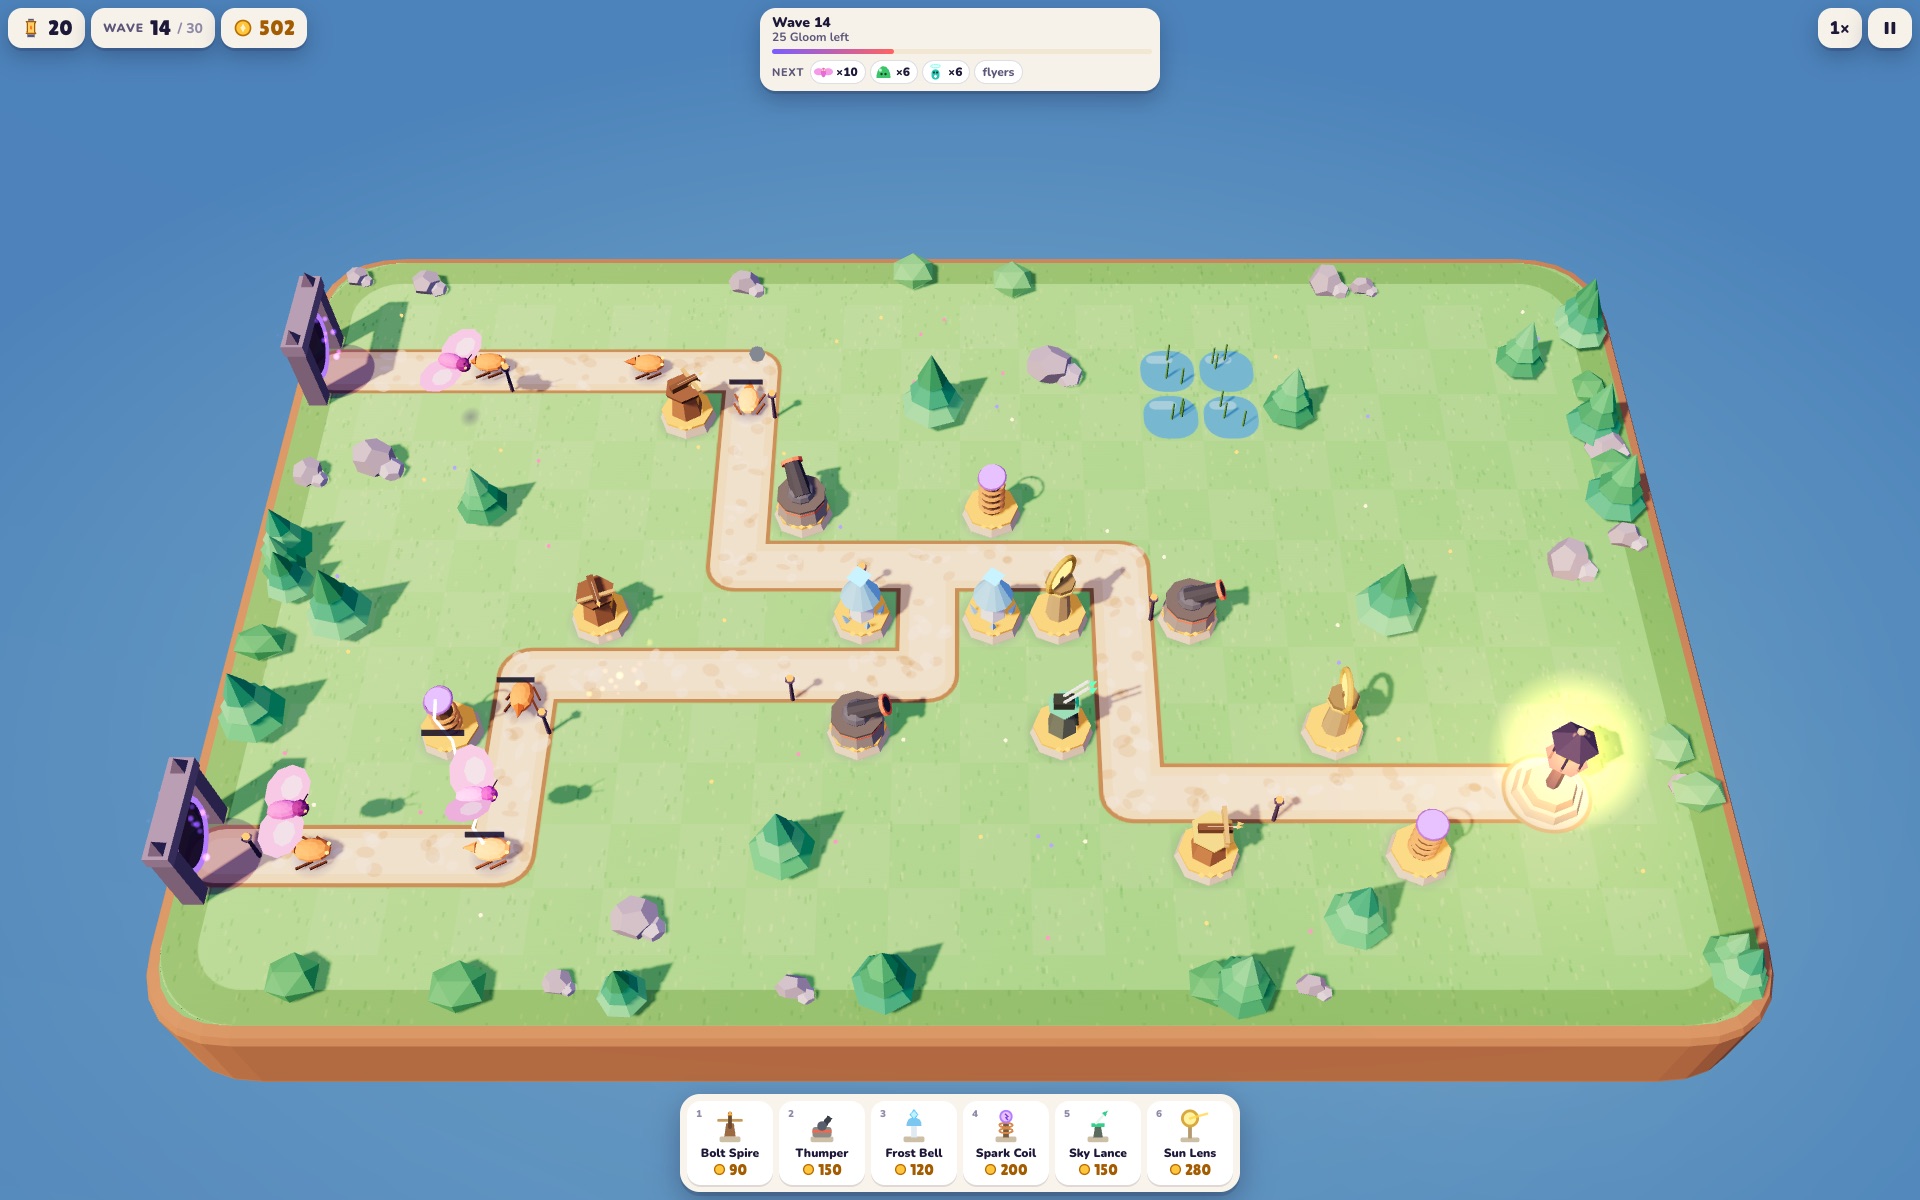 20
WAVE 14 / 30
502
Wave 14
25 Gloom left
NEXT ×10 ×6 ×6 flyers
1×
1 2 3 4 5 6
Bolt Spire Thumper Frost Bell Spark Coil Sky Lance Sun Lens
90 150 120 200 150 280